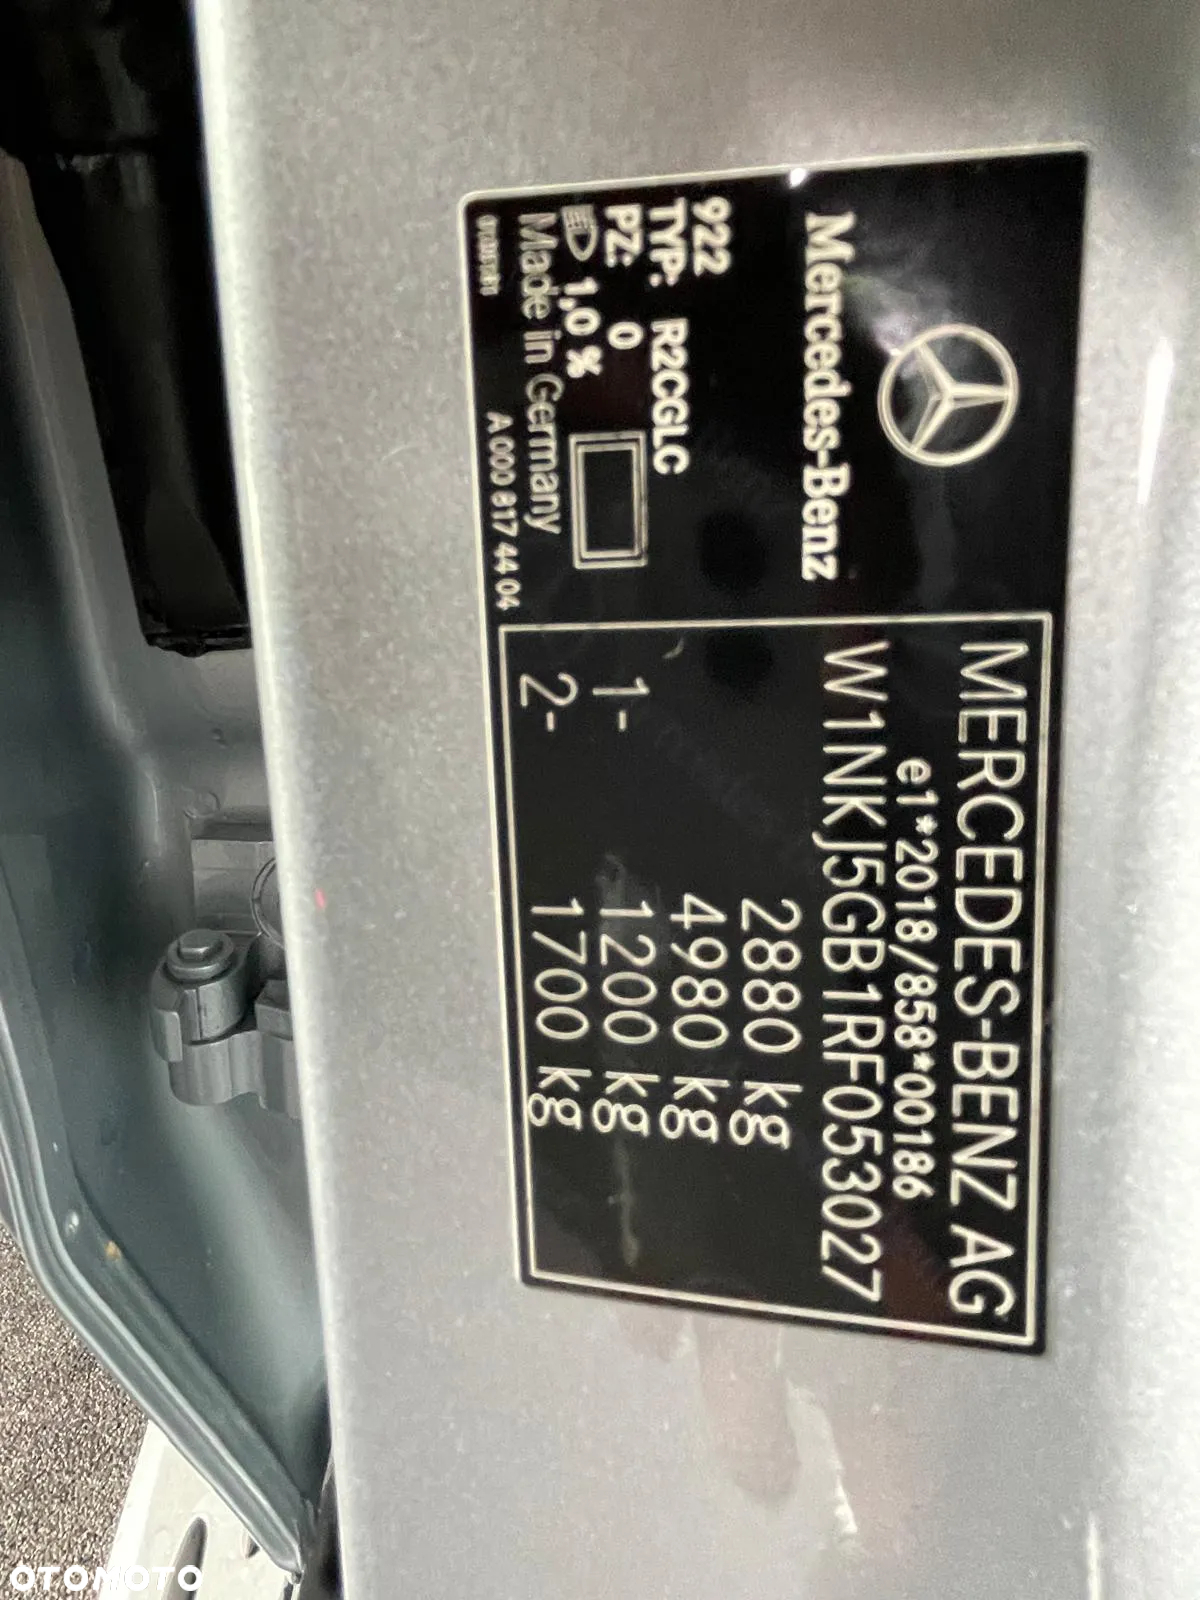 Mercedes-Benz
922
TYP: R2CGLC
PZ: 0
1,0 %
Made in Germany
A 000 817 44 04
MERCEDES-BENZ AG
e1*2018/858*00186
W1NKJ5GB1RF053027
2880 kg
4980 kg
1- 1200 kg
2- 1700 kg
OTOMOTO